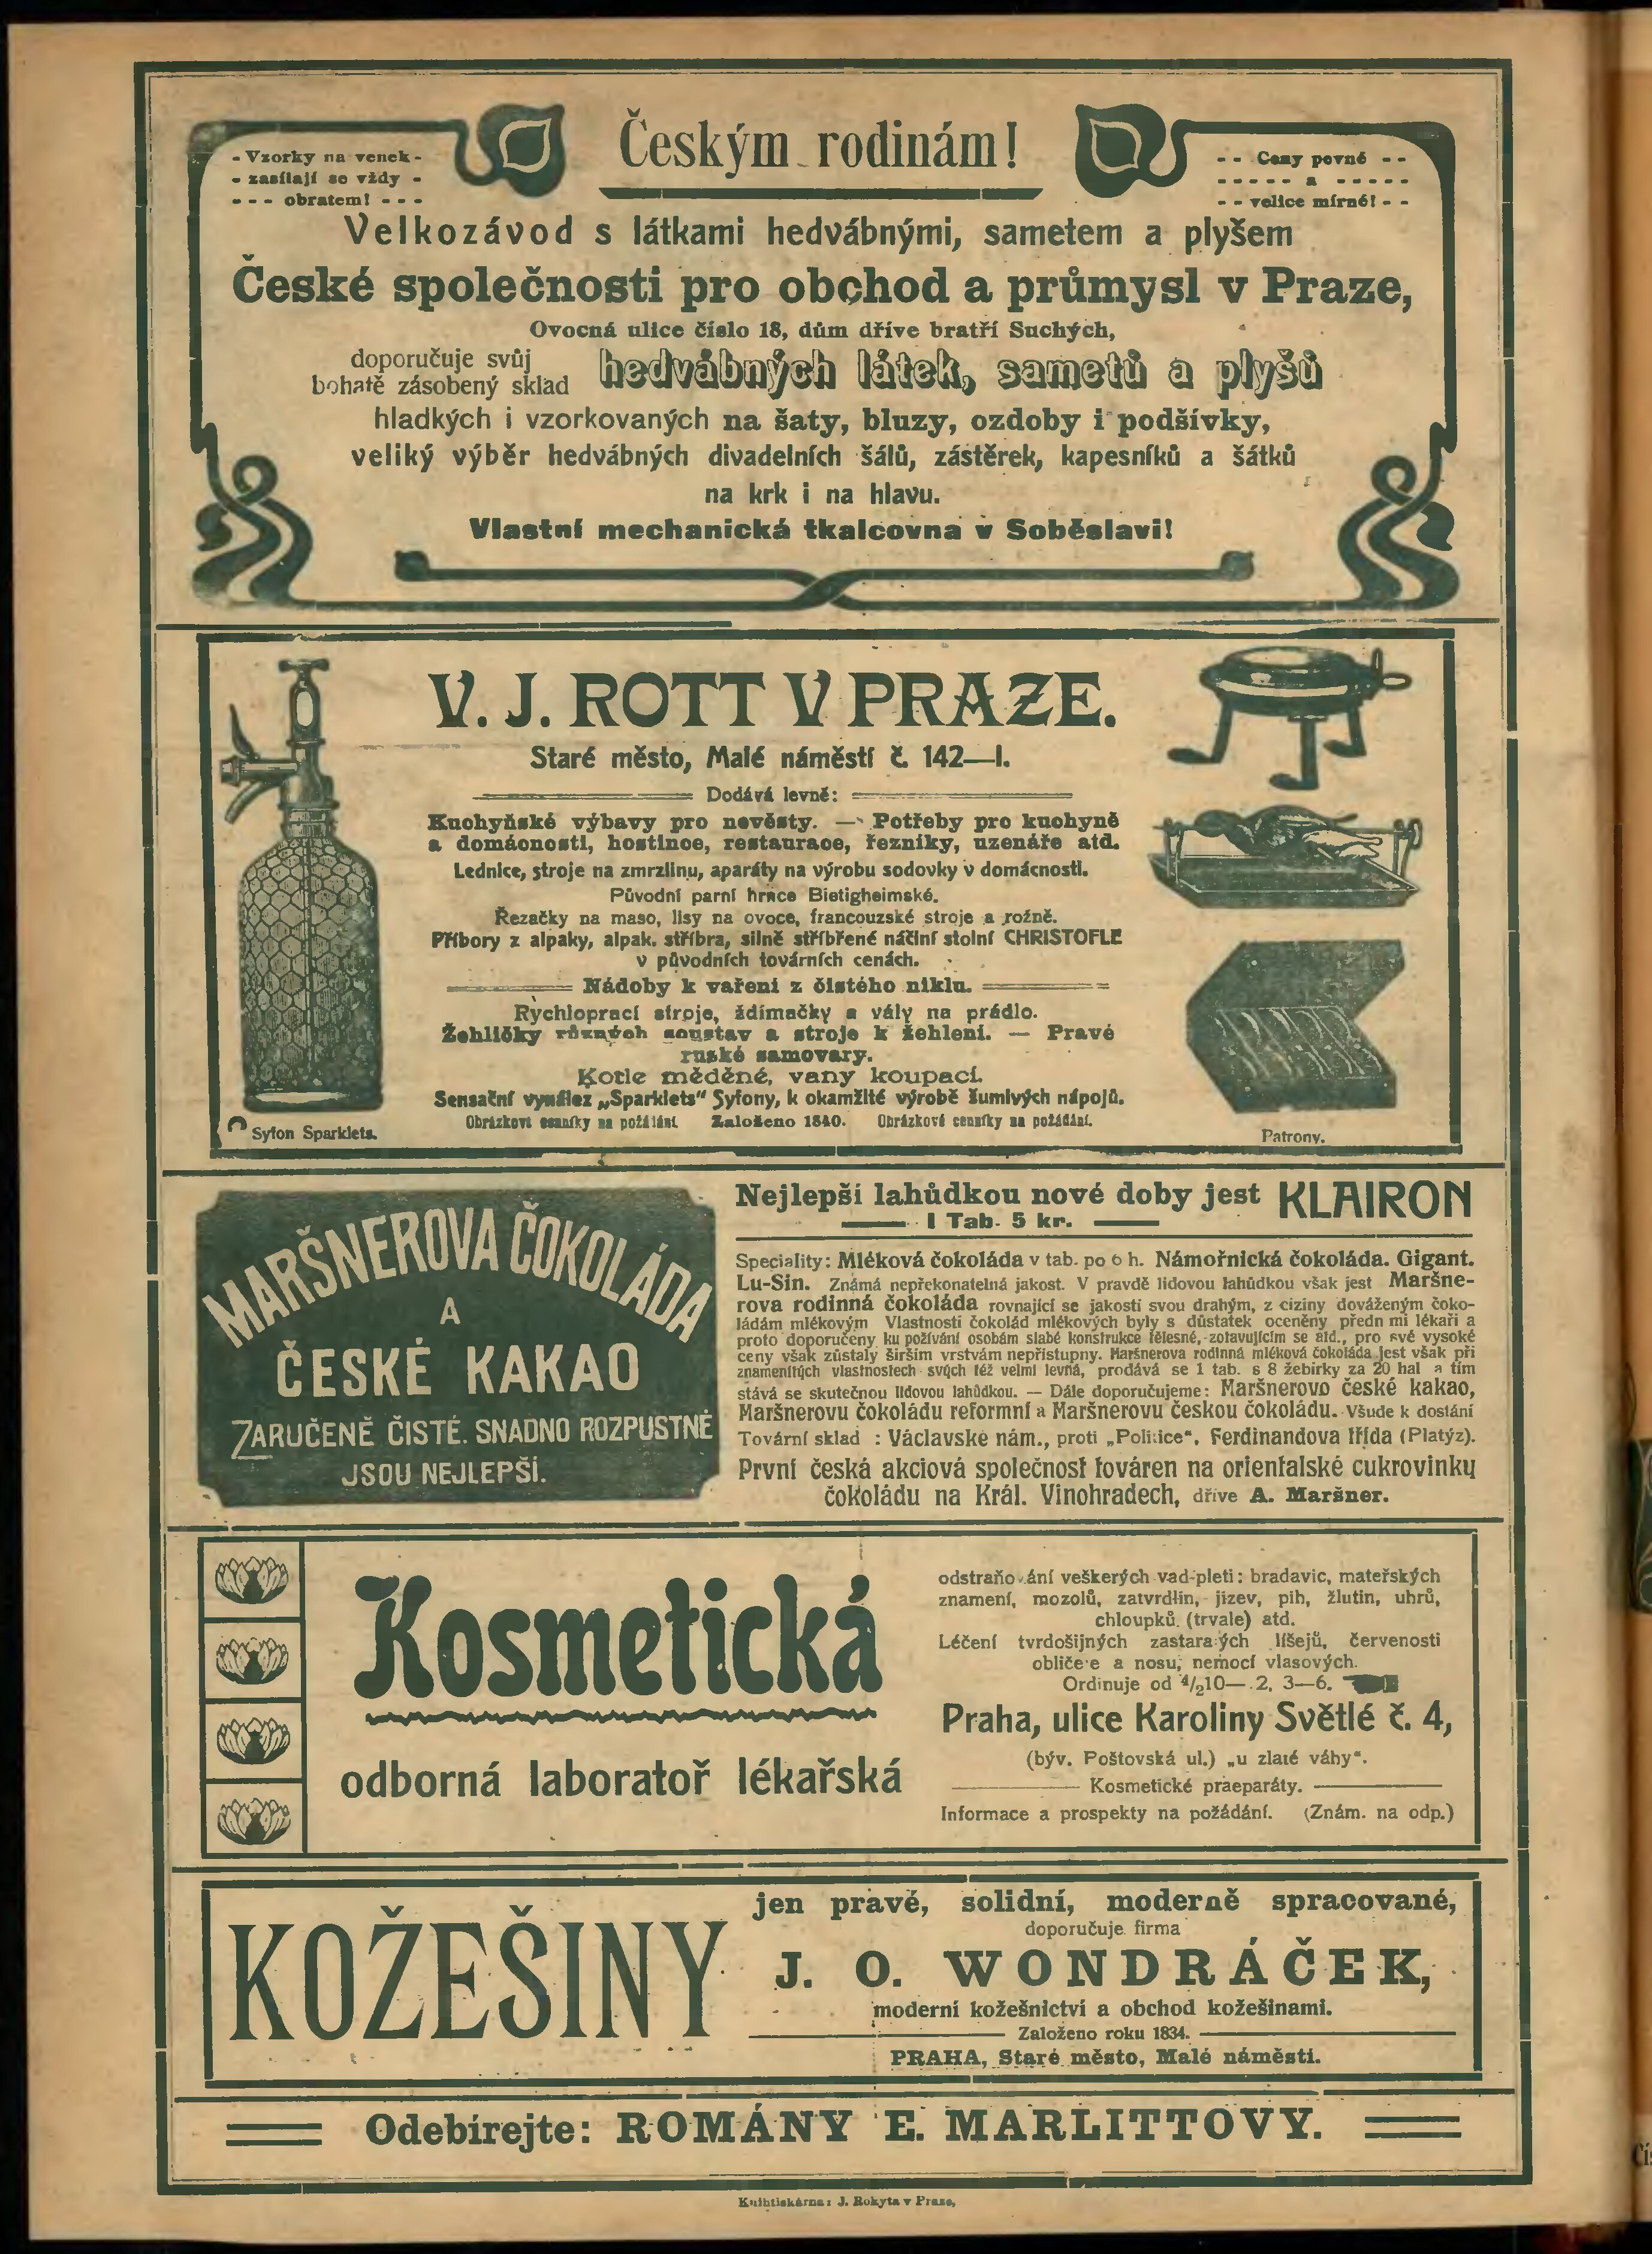 Českým rodinám!
- Vzorky na venek -
- zasílají se vždy -
- - - obratem! - - -
- - Ceny pevné - -
- - - - - a - - - - -
- - velice mírné! - -
Velkozávod s látkami hedvábnými, sametem a plyšem
České společnosti pro obchod a průmysl v Praze,
Ovocná ulice číslo 18, dům dříve bratří Suchých,
doporučuje svůj
bohatě zásobený sklad hedvábných látek, sametů a plyšů
hladkých i vzorkovaných na šaty, bluzy, ozdoby i podšívky,
veliký výběr hedvábných divadelních šálů, zástěrek, kapesníků a šátků
na krk i na hlavu.
Vlastní mechanická tkalcovna v Soběslavi!
V. J. ROTT V PRAZE.
Staré město, Malé náměstí č. 142—I.
Dodává levně:
Kuchyňské výbavy pro nevěsty. — Potřeby pro kuchyně
a domácnosti, hostince, restaurace, řezníky, uzenáře atd.
Lednice, stroje na zmrzlinu, aparáty na výrobu sodovky v domácnosti.
Původní parní hrnce Bietigheimské.
Řezačky na maso, lisy na ovoce, francouzské stroje a rožně.
Příbory z alpaky, alpak. stříbra, silně stříbřené náčiní stolní CHRISTOFLE
v původních továrních cenách.
Nádoby k vaření z čistého niklu.
Rychloprací stroje, ždímačky a vály na prádlo.
Žehličky různých soustav a stroje k žehlení. — Pravé
ruské samovary.
Kotle měděné, vany koupací.
Sensační vynález „Sparklets" Syfony, k okamžité výrobě šumivých nápojů.
Obrázkové cenníky na požádání. Založeno 1840. Obrázkové cenníky na požádání.
Syfon Sparklets.
Patrony.
MARŠNEROVA ČOKOLÁDA
A
ČESKÉ KAKAO
ZARUČENĚ ČISTÉ. SNADNO ROZPUSTNÉ
JSOU NEJLEPŠÍ.
Nejlepší lahůdkou nové doby jest KLAIRON
1 Tab. 5 kr.
Speciality: Mléková čokoláda v tab. po 6 h. Námořnická čokoláda. Gigant.
Lu-Sin. Známá nepřekonatelná jakost. V pravdě lidovou lahůdkou však jest Maršne-
rova rodinná čokoláda rovnající se jakostí svou drahým, z ciziny dováženým čoko-
ládám mlékovým Vlastnosti čokolád mlékových byly s důstatek oceněny předními lékaři a
proto doporučeny ku požívání osobám slabé konstrukce tělesné, zotavujícím se atd., pro své vysoké
ceny však zůstaly širším vrstvám nepřístupny. Maršnerova rodinná mléková čokoláda jest však při
znamenitých vlastnostech svých též velmi levná, prodává se 1 tab. s 8 žebírky za 20 hal a tím
stává se skutečnou lidovou lahůdkou. — Dále doporučujeme: Maršnerovo české kakao,
Maršnerovu čokoládu reformní a Maršnerovu českou čokoládu. Všude k dostání
Tovární sklad : Václavské nám., proti „Politice“, Ferdinandova třída (Platýz).
První česká akciová společnost továren na orientalské cukrovinky
čokoládu na Král. Vinohradech, dříve A. Maršner.
Kosmetická
odborná laboratoř lékařská
odstraňování veškerých vad pleti: bradavic, mateřských
znamení, mozolů, zatvrdlin, jizev, pih, žlutin, uhrů,
chloupků (trvale) atd.
Léčení tvrdošijných zastaralých líšejů, červenosti
obličeje a nosu, nemocí vlasových.
Ordinuje od 1/210—2, 3—6.
Praha, ulice Karoliny Světlé č. 4,
(býv. Poštovská ul.) „u zlaté váhy“.
Kosmetické praeparáty.
Informace a prospekty na požádání. (Znám. na odp.)
KOŽEŠINY
jen pravé, solidní, moderně spracované,
doporučuje firma
J. O. WONDRÁČEK,
moderní kožešnictví a obchod kožešinami.
Založeno roku 1834.
PRAHA, Staré město, Malé náměstí.
Odebírejte: ROMÁNY E. MARLITTOVY.
Knihtiskárna: J. Rokyta v Praze,